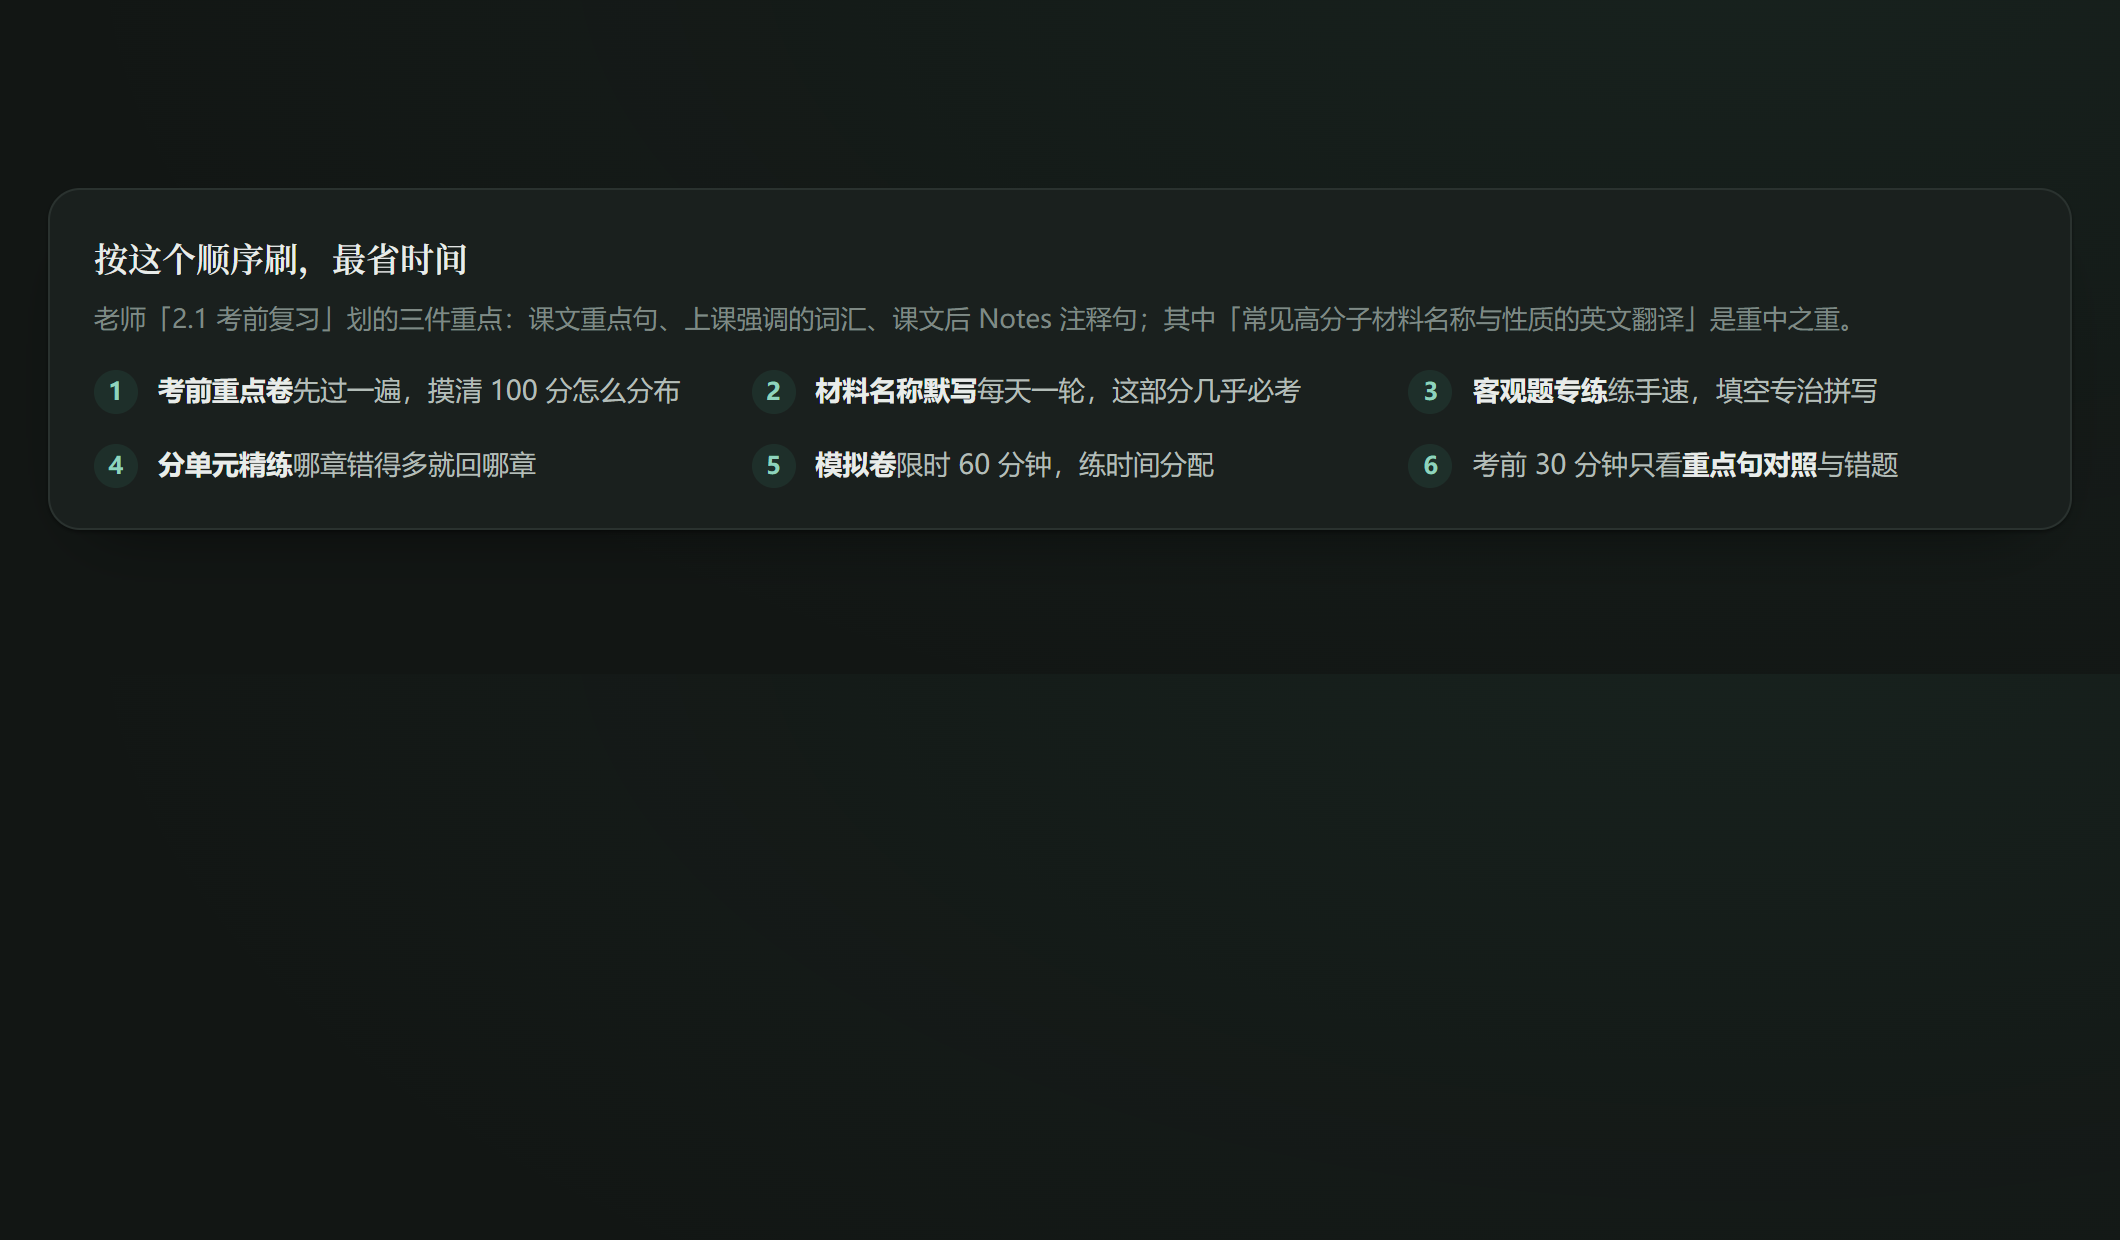 按这个顺序刷，最省时间
老师「2.1 考前复习」划的三件重点：课文重点句、上课强调的词汇、课文后 Notes 注释句；其中「常见高分子材料名称与性质的英文翻译」是重中之重。
1 考前重点卷先过一遍，摸清 100 分怎么分布
2 材料名称默写每天一轮，这部分几乎必考
3 客观题专练练手速，填空专治拼写
4 分单元精练哪章错得多就回哪章
5 模拟卷限时 60 分钟，练时间分配
6 考前 30 分钟只看重点句对照与错题